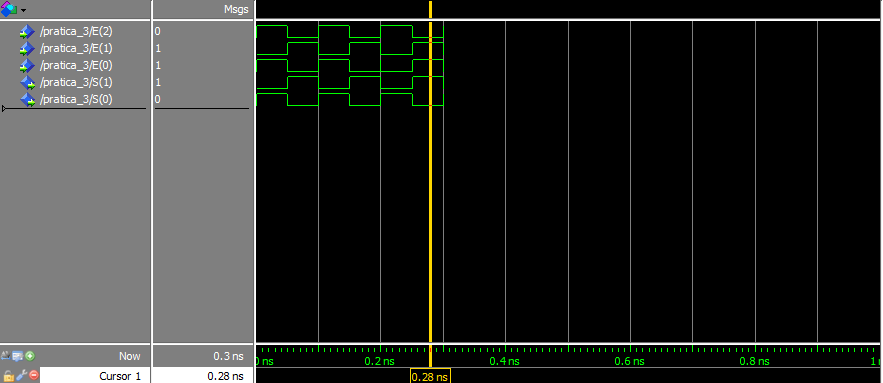 Msgs
/pratica_3/E(2) 0
/pratica_3/E(1) 1
/pratica_3/E(0) 1
/pratica_3/S(1) 1
/pratica_3/S(0) 0
Now 0.3 ns 0 ns 0.2 ns 0.4 ns 0.6 ns 0.8 ns 1
Cursor 1 0.28 ns 0.28 ns